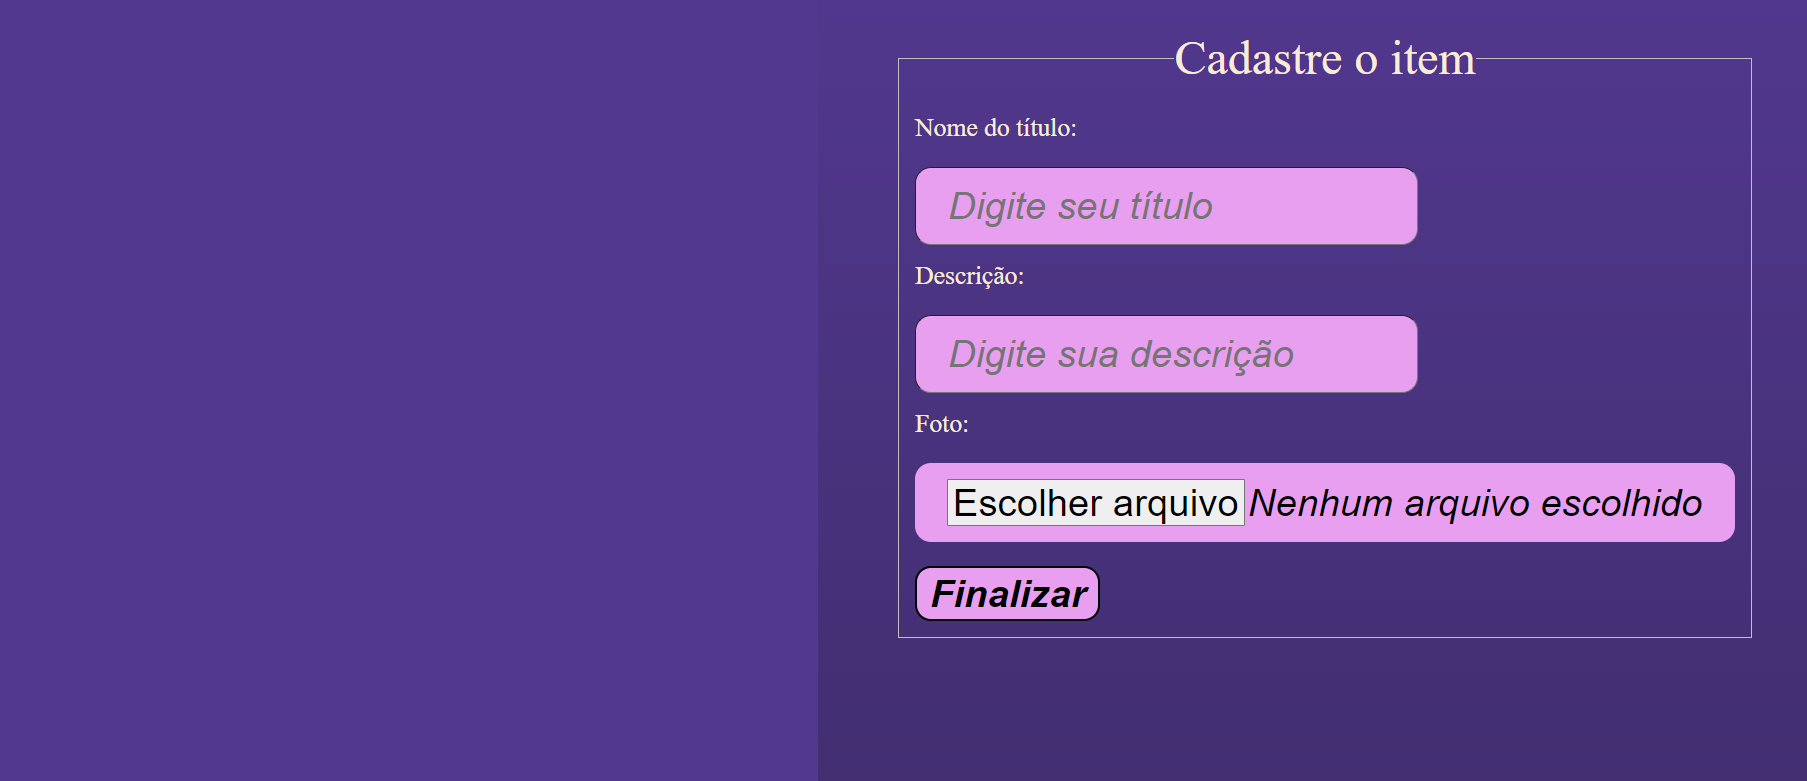 Cadastre o item
Nome do título:
Digite seu título
Descrição:
Digite sua descrição
Foto:
Escolher arquivo Nenhum arquivo escolhido
Finalizar